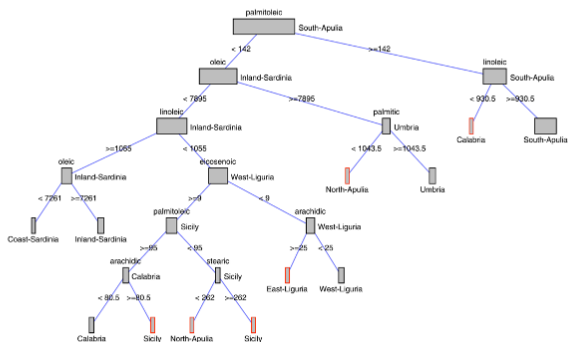 palmitoleic
South-Apulia
< 142
>=142
oleic
Inland-Sardinia
linoleic
South-Apulia
< 7895
>=7895
< 930.5
>=930.5
linoleic
Inland-Sardinia
palmitic
Umbria
Calabria
South-Apulia
>=1055
< 1055
< 1043.5
>=1043.5
oleic
Inland-Sardinia
eicosenoic
West-Liguria
North-Apulia
Umbria
< 7261
>=7261
>=9
< 9
Coast-Sardinia
Inland-Sardinia
palmitoleic
Sicily
arachidic
West-Liguria
>=95
< 95
>=25
< 25
arachidic
Calabria
stearic
Sicily
East-Liguria
West-Liguria
< 80.5
>=80.5
< 262
>=262
Calabria
Sicily
North-Apulia
Sicily